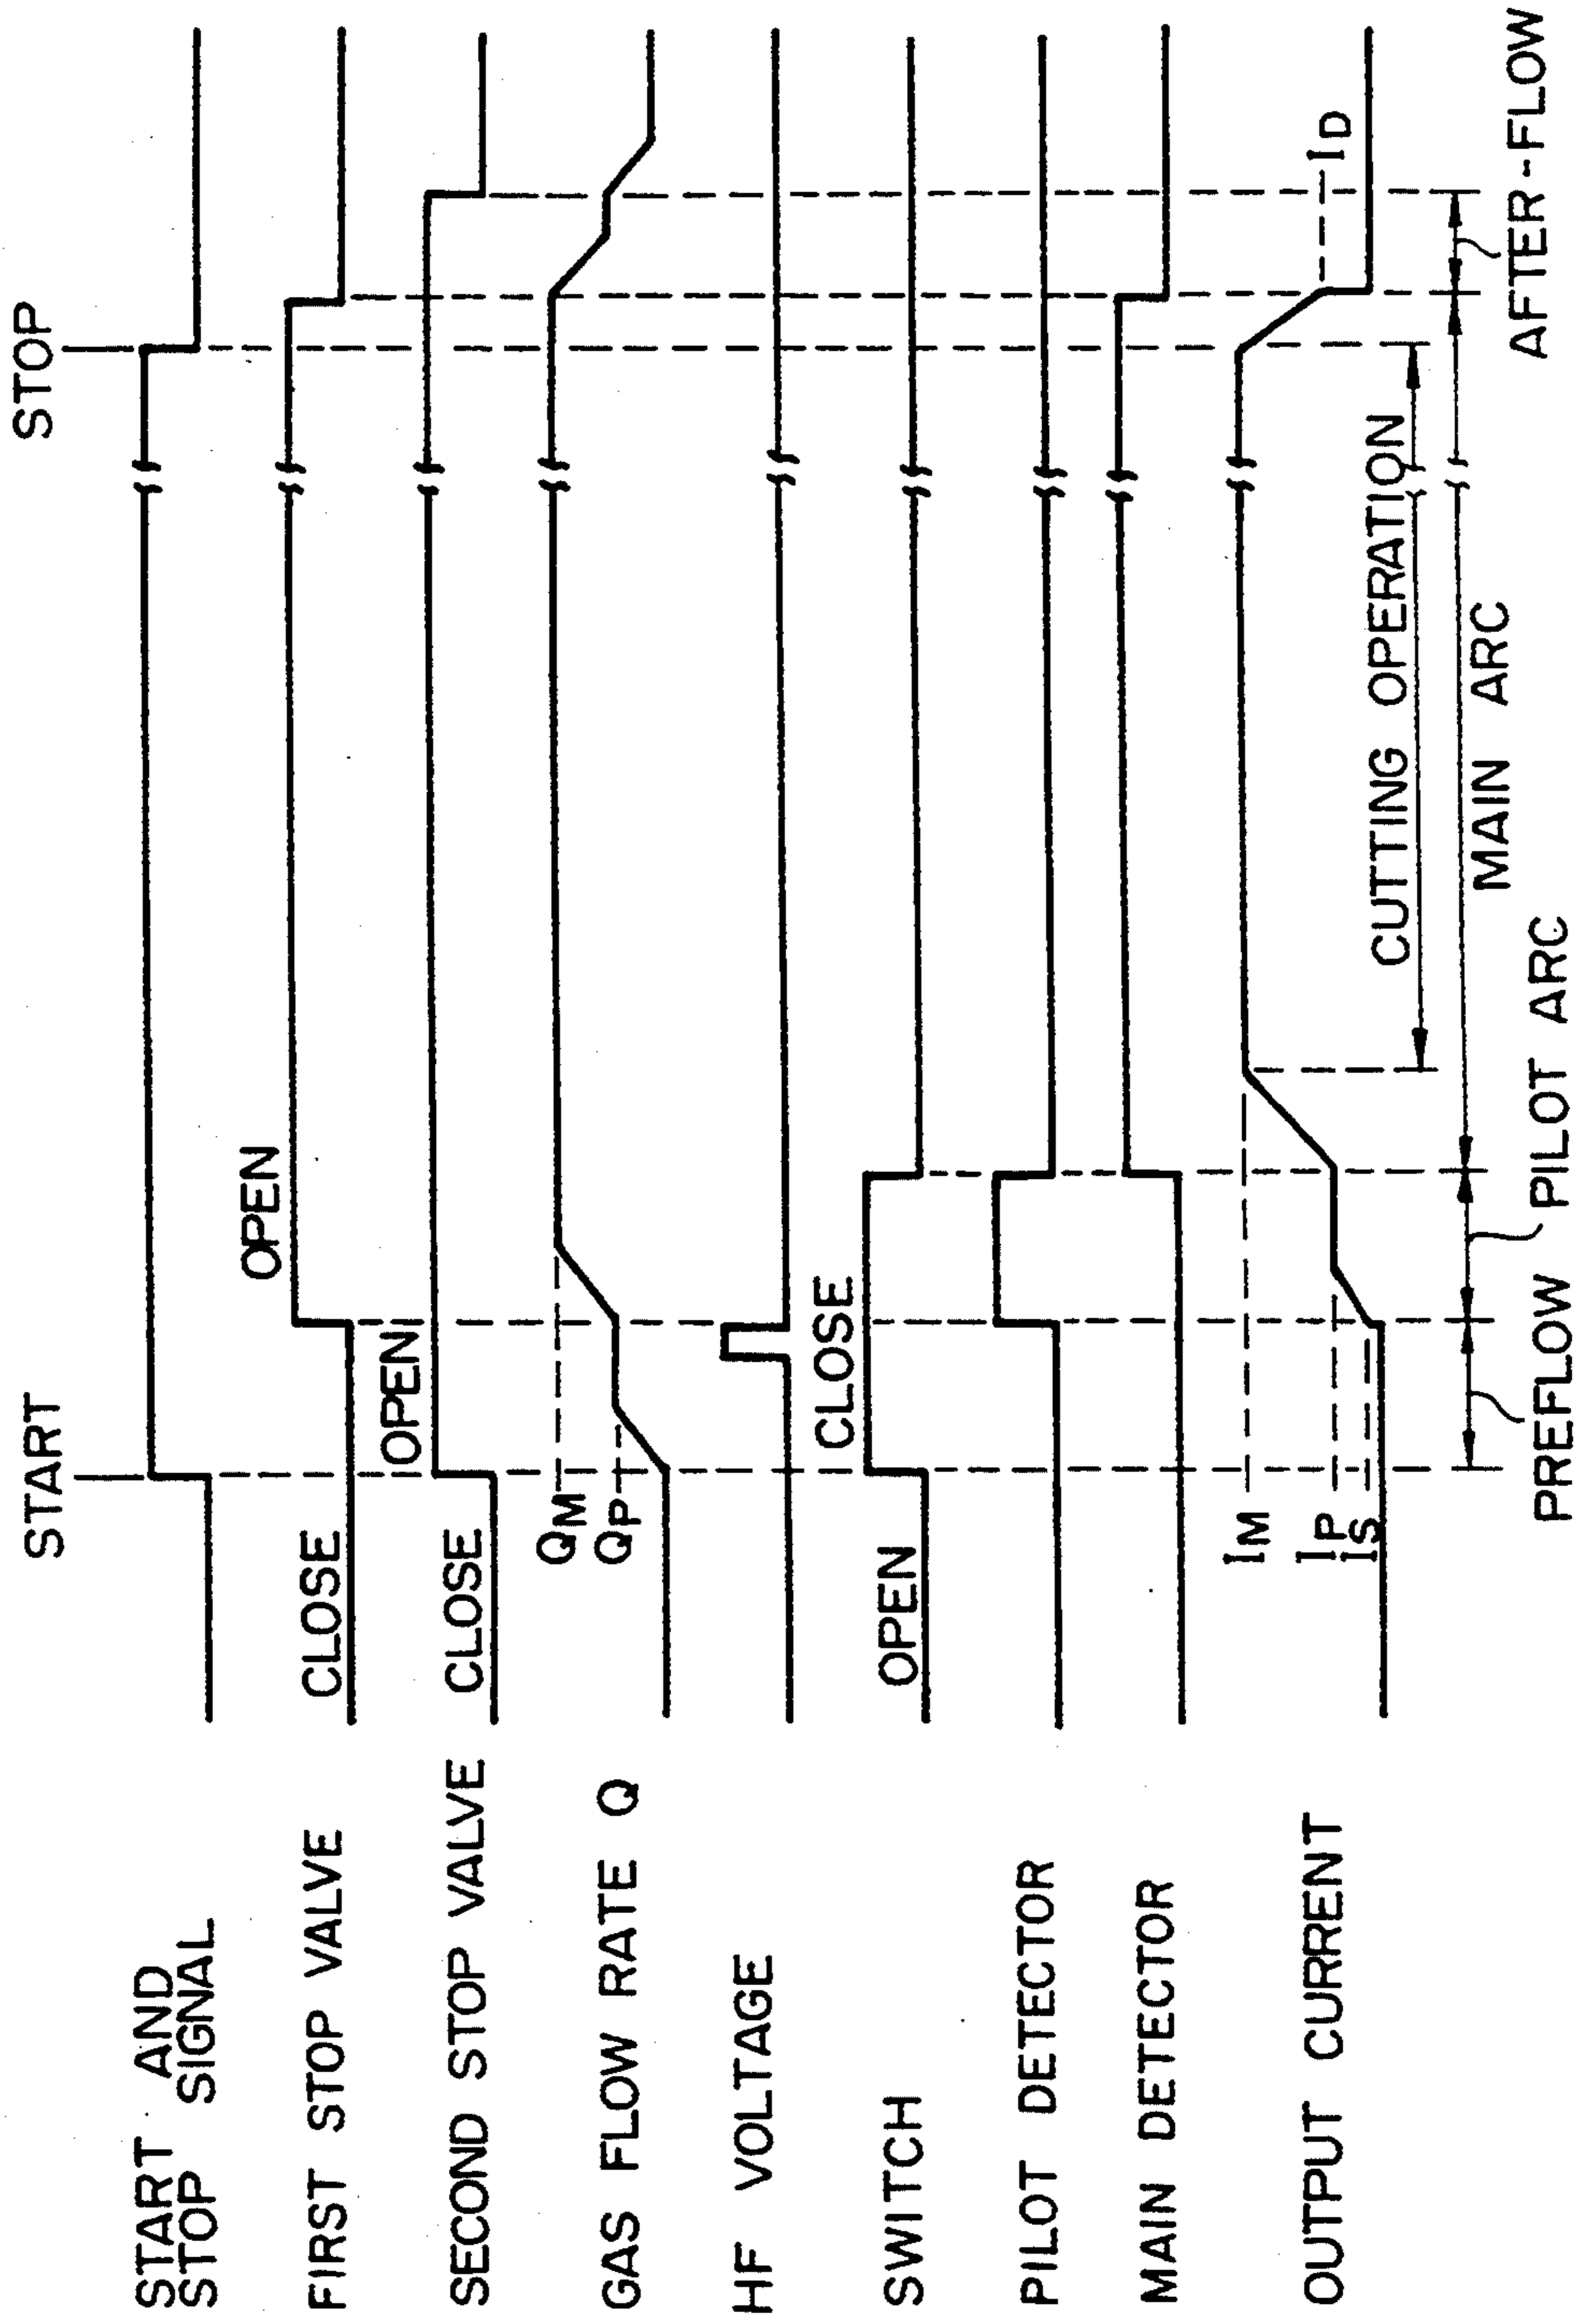 START
STOP
START AND
STOP SIGNAL
FIRST STOP VALVE
CLOSE
OPEN
SECOND STOP VALVE
CLOSE
OPEN
GAS FLOW RATE Q
QM
QP
HF VOLTAGE
SWITCH
OPEN
CLOSE
PILOT DETECTOR
MAIN DETECTOR
OUTPUT CURRENT
IM
IP
IS
ID
CUTTING OPERATION
MAIN ARC
PREFLOW
PILOT ARC
AFTER-FLOW